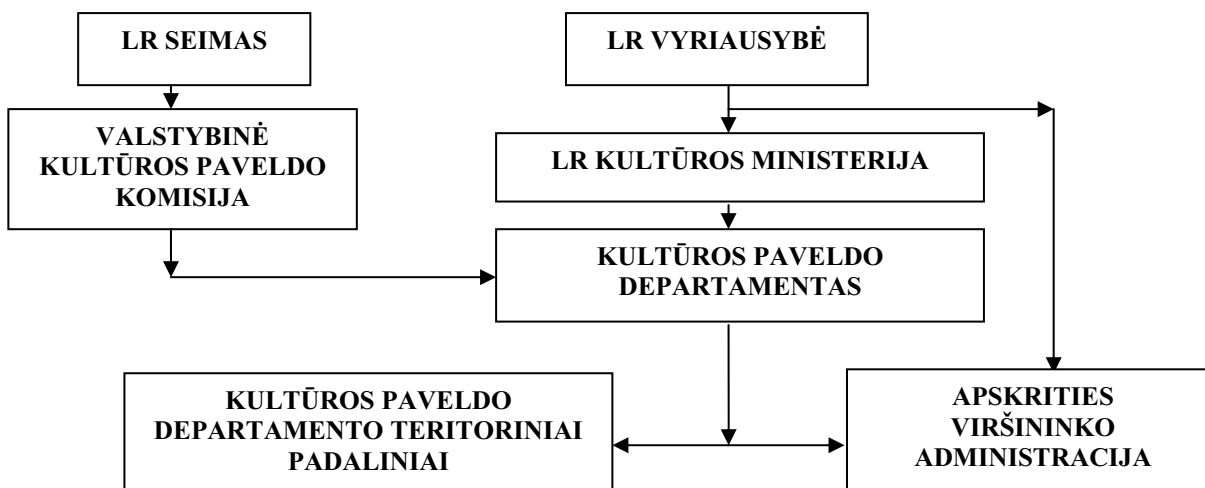 LR SEIMAS
LR VYRIAUSYBĖ
VALSTYBINĖ
KULTŪROS PAVELDO
KOMISIJA
LR KULTŪROS MINISTERIJA
KULTŪROS PAVELDO
DEPARTAMENTAS
KULTŪROS PAVELDO
DEPARTAMENTO TERITORINIAI
PADALINIAI
APSKRITIES
VIRŠININKO
ADMINISTRACIJA